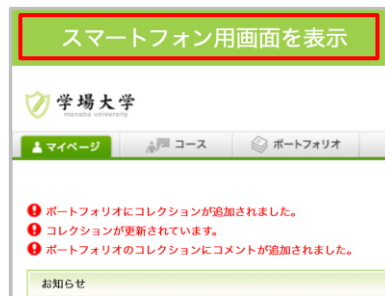 スマートフォン用画面を表示
学場大学
manaba university
マイページ
コース
ポートフォリオ
ポートフォリオにコレクションが追加されました。
コレクションが更新されています。
ポートフォリオのコレクションにコメントが追加されました。
お知らせ